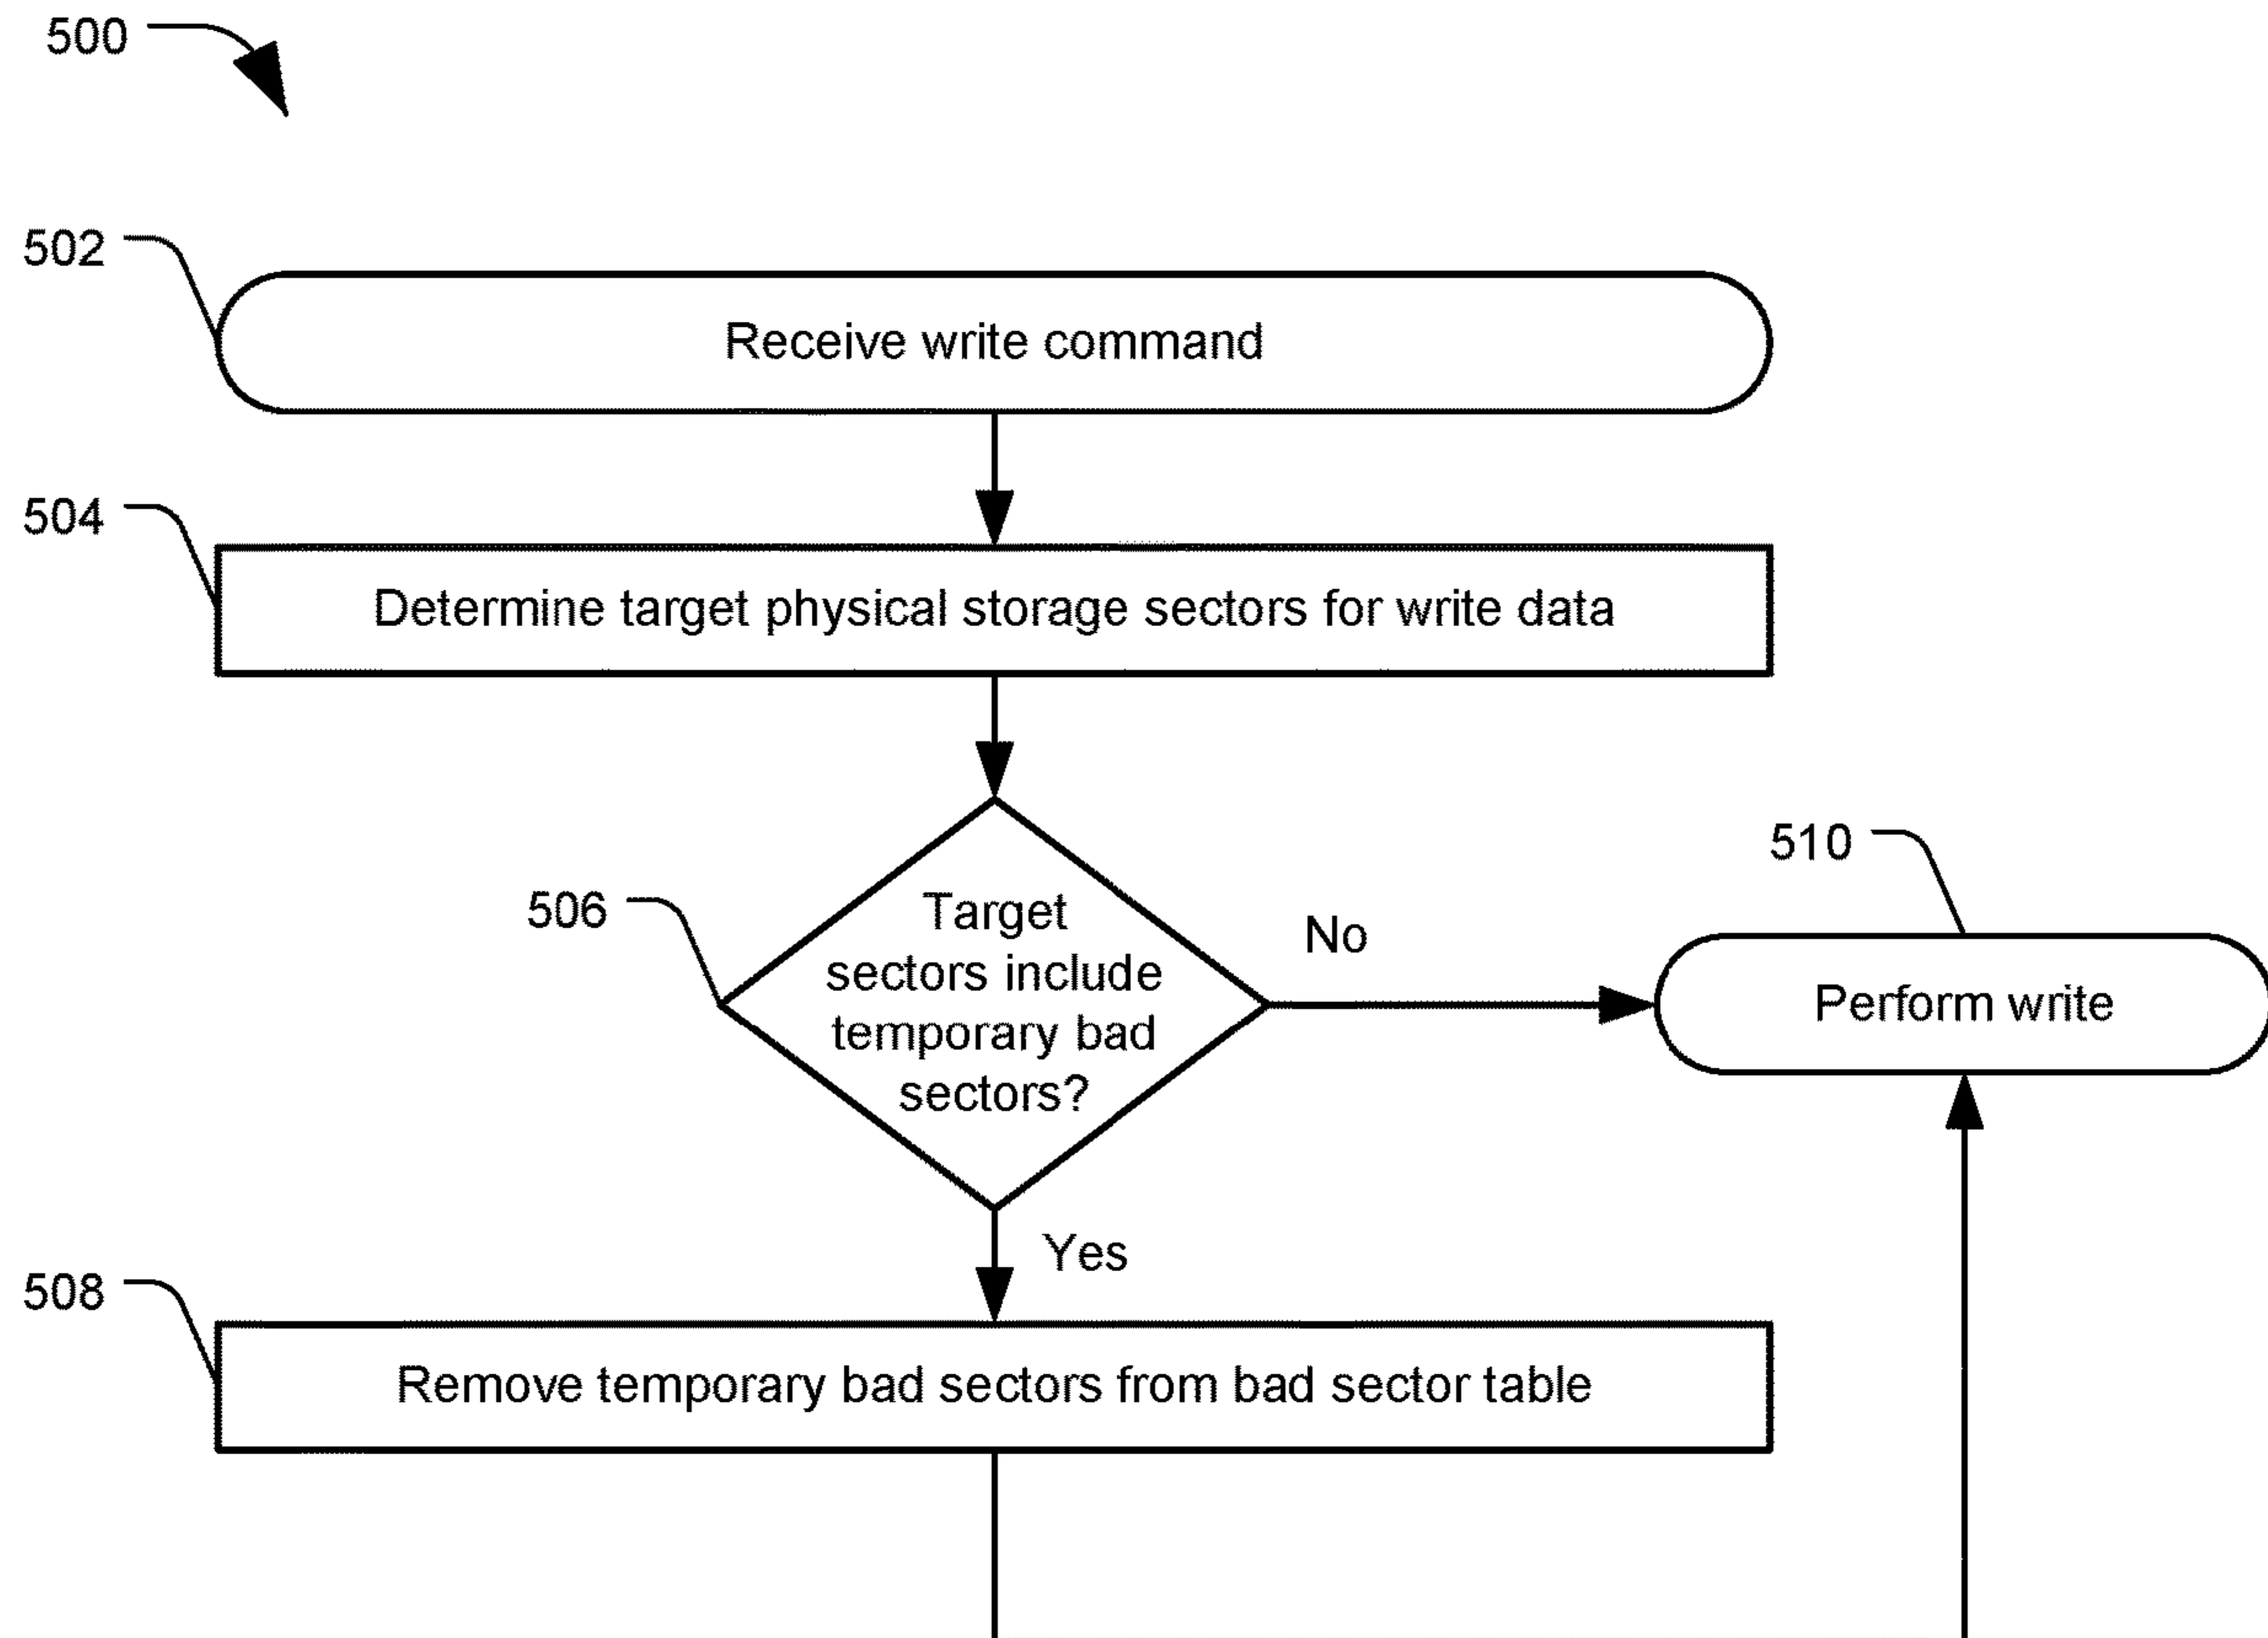 500
502
Receive write command
504
Determine target physical storage sectors for write data
506
Target
sectors include
temporary bad
sectors?
No
510
Perform write
Yes
508
Remove temporary bad sectors from bad sector table